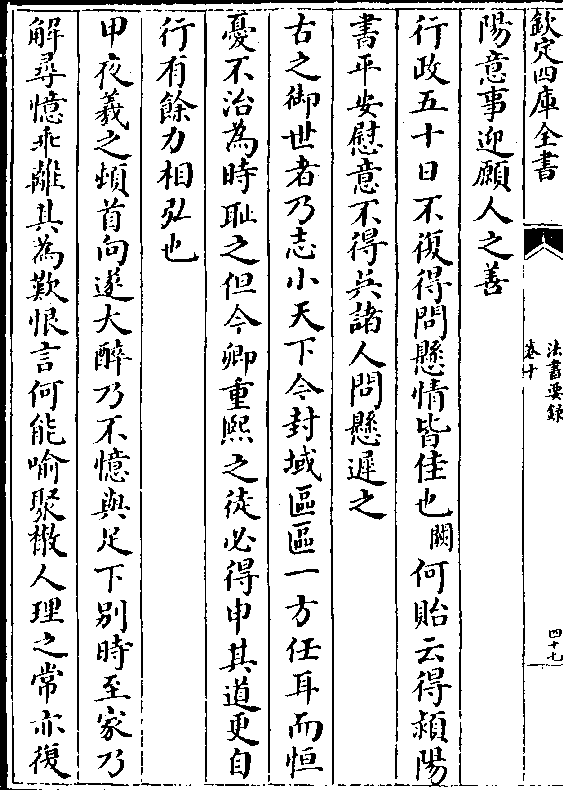 欽定四庫全書
法書要錄
卷十
四十七
陽意事迎願人之善
行政五十日不復得問懸情皆佳也闕何貽云得潁陽
書平安慰意不得吳諸人問懸遲之
古之御世者乃志小天下今封域區區一方任耳而恒
憂不治為時耻之但今卿重熙之徒必得申其道更自
行有餘力相弘也
甲夜羲之頓首向遂大醉乃不憶與足下別時至家乃
解尋憶乖離其為歎恨言何能喻聚㪚人理之常亦復